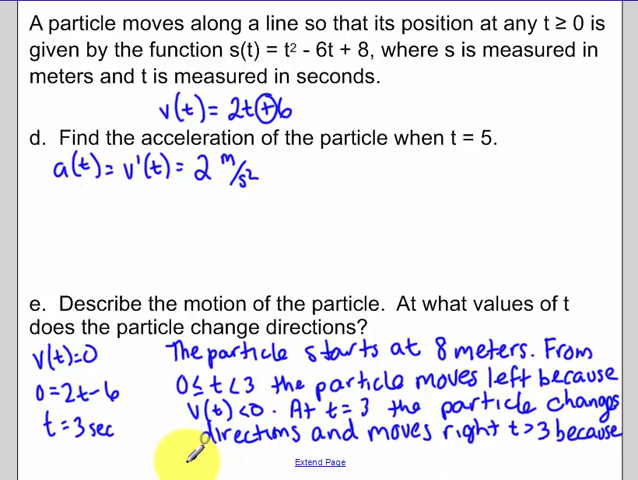 A particle moves along a line so that its position at any t ≥ 0 is
given by the function s(t) = t² - 6t + 8, where s is measured in
meters and t is measured in seconds.
v(t) = 2t + 6
d. Find the acceleration of the particle when t = 5.
a(t) = v'(t) = 2 m/s²
e. Describe the motion of the particle. At what values of t
does the particle change directions?
v(t)=0
0 = 2t - 6
t = 3 sec
The particle starts at 8 meters. From
0 ≤ t < 3 the particle moves left because
v(t) < 0. At t = 3 the particle changes
directions and moves right t > 3 because
Extend Page